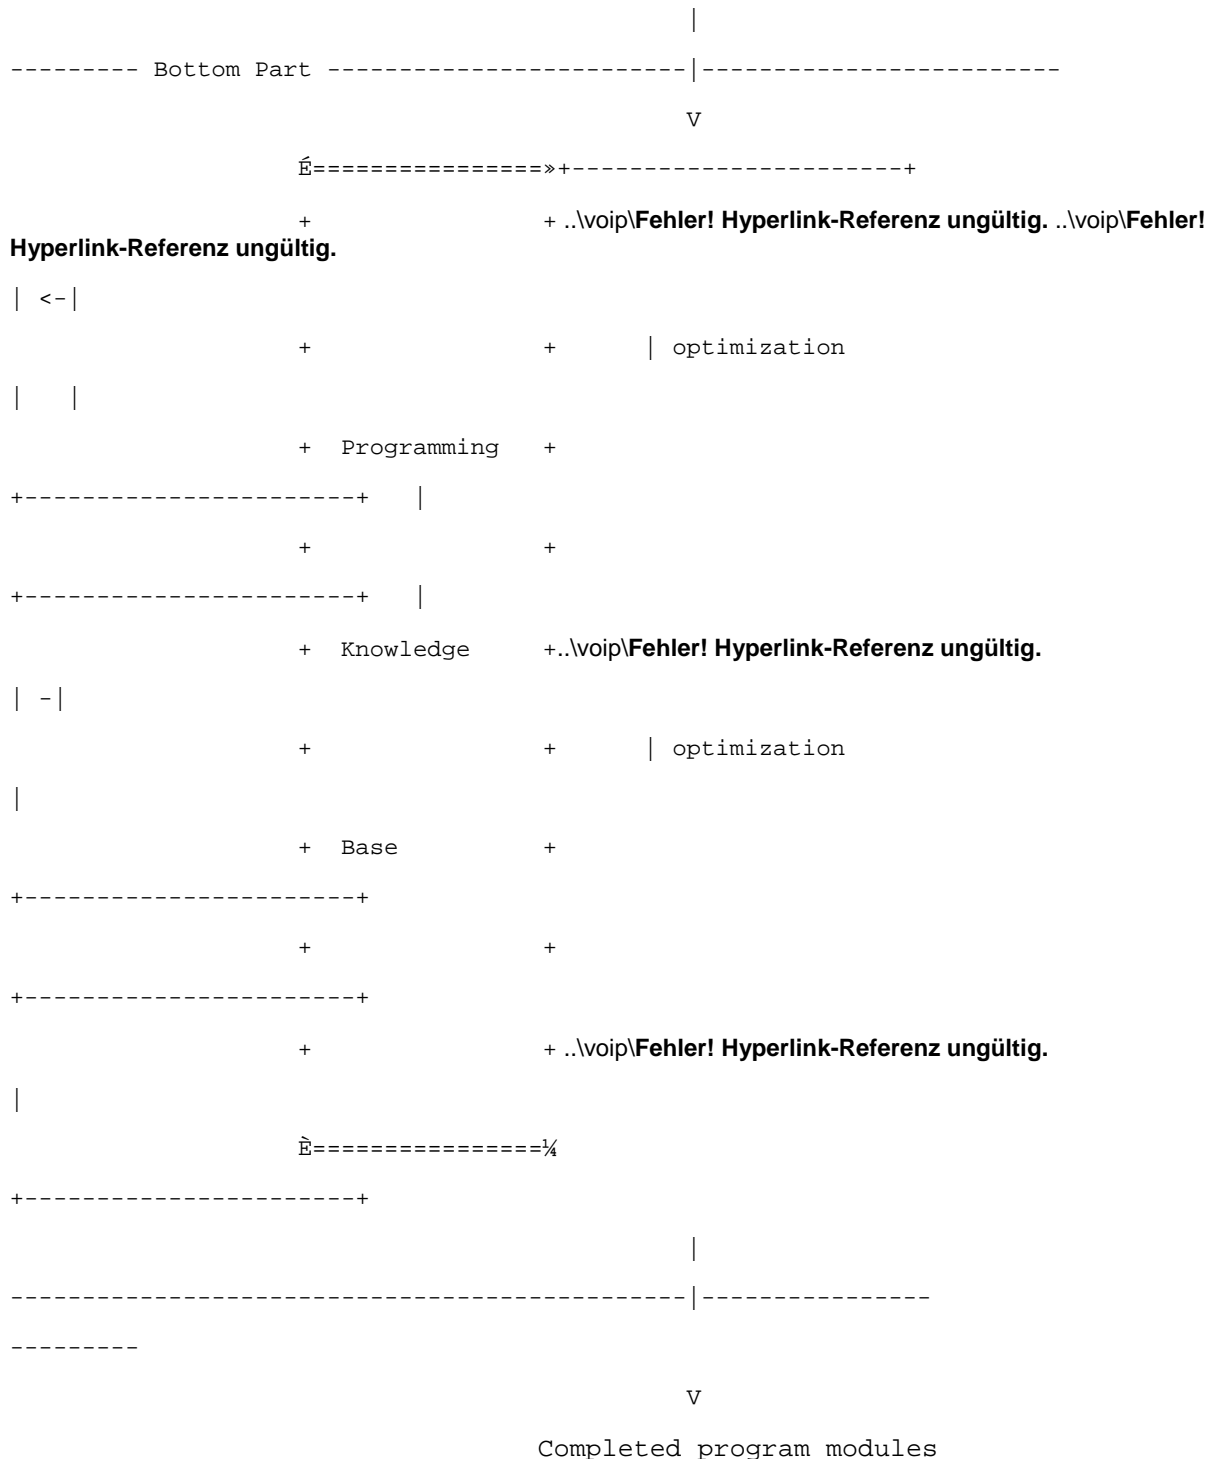 |
--------- Bottom Part -------------------------|-------------------------
V
É================»+-----------------------+
+ + ..\voip\Fehler! Hyperlink-Referenz ungültig. ..\voip\Fehler!
Hyperlink-Referenz ungültig.
| <-|
+ + | optimization
| |
+ Programming +
+-----------------------+ |
+ +
+-----------------------+ |
+ Knowledge +..\voip\Fehler! Hyperlink-Referenz ungültig.
| -|
+ + | optimization
|
+ Base +
+-----------------------+
+ +
+-----------------------+
+ + ..\voip\Fehler! Hyperlink-Referenz ungültig.
|
È================¼
+-----------------------+
|
-----------------------------------------------|----------------
---------
V
Completed program modules